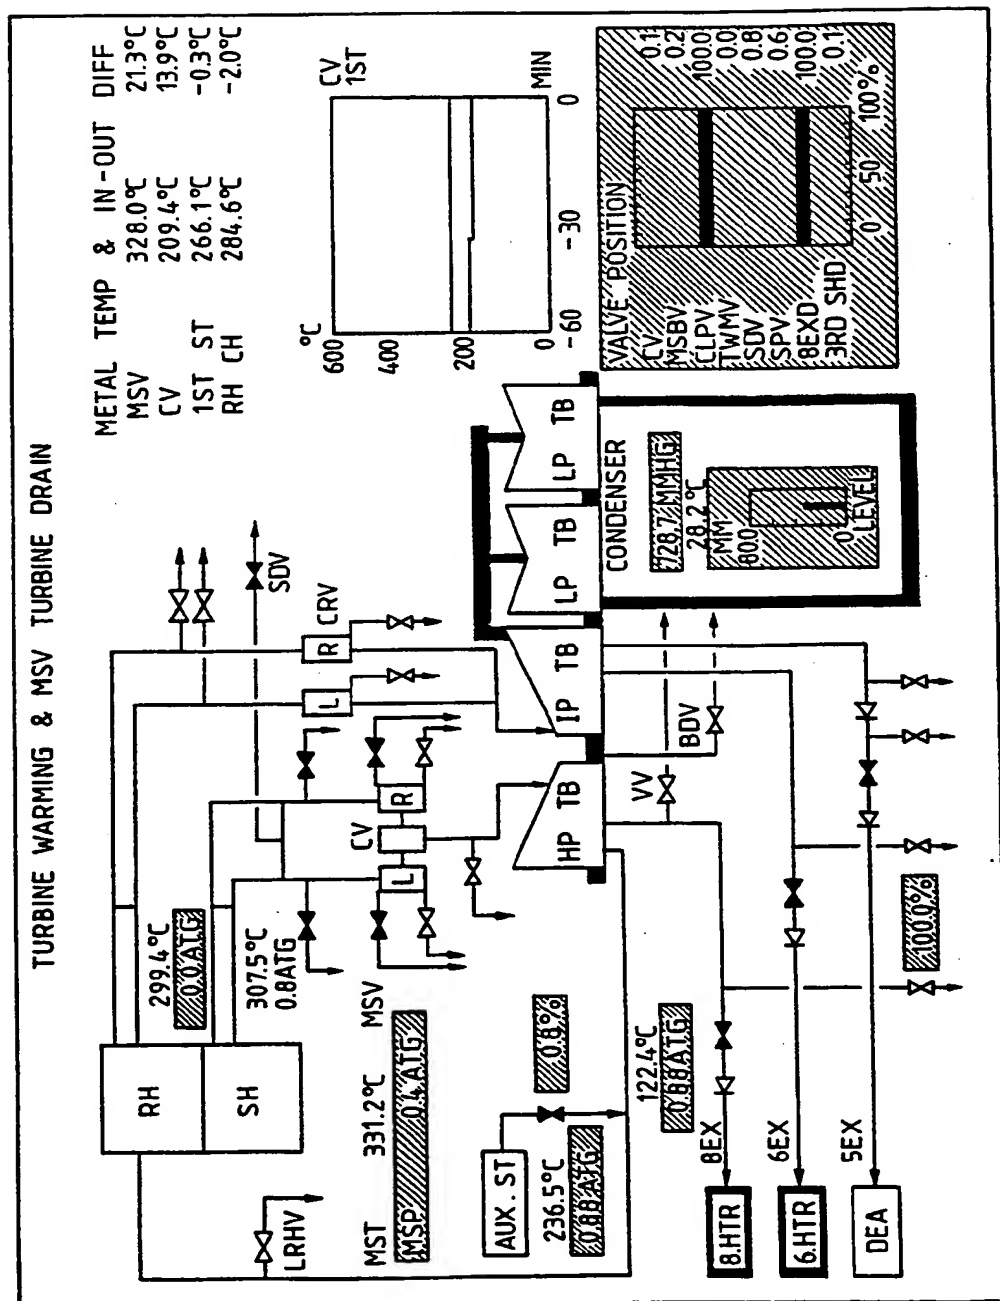 TURBINE WARMING & MSV TURBINE DRAIN
METAL TEMP & IN-OUT DIFF
MSV 328.0°C 21.3°C
CV 209.4°C 13.9°C
1ST ST 266.1°C -0.3°C
RH CH 284.6°C -2.0°C
°C
600
400
200
0
-60 -30 0
MIN
CV
1ST
RH
SH
299.4°C
0.0 ATG
307.5°C
0.8ATG
SDV
CRV
R
L
LRHV
MST 331.2°C MSV
MSP 0.4 ATG
L
CV
R
AUX. ST
0.8%
236.5°C
0.88 ATG
HP TB
IP TB
LP TB
LP TB
VV
BDV
CONDENSER
728.7 MMHG
28.2°C
MM
800
0
LEVEL
122.4°C
0.88ATG
8EX
6EX
5EX
8.HTR
6.HTR
DEA
100.0%
VALVE POSITION
CV 0.1
MSBV 0.2
CLPV 100.0
TWMV 0.0
SDV 0.8
SPV 0.6
8EXD 100.0
3RD SHD 0.1
0 50 100%